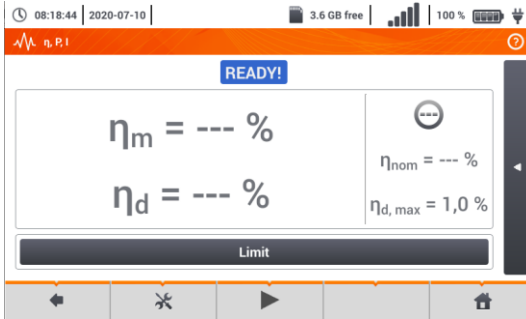 08:18:44 2020-07-10 3.6 GB free 100 %
η, P, I
?
READY!
ηm = --- %
ηd = --- %
---
ηnom = --- %
ηd, max = 1,0 %
Limit